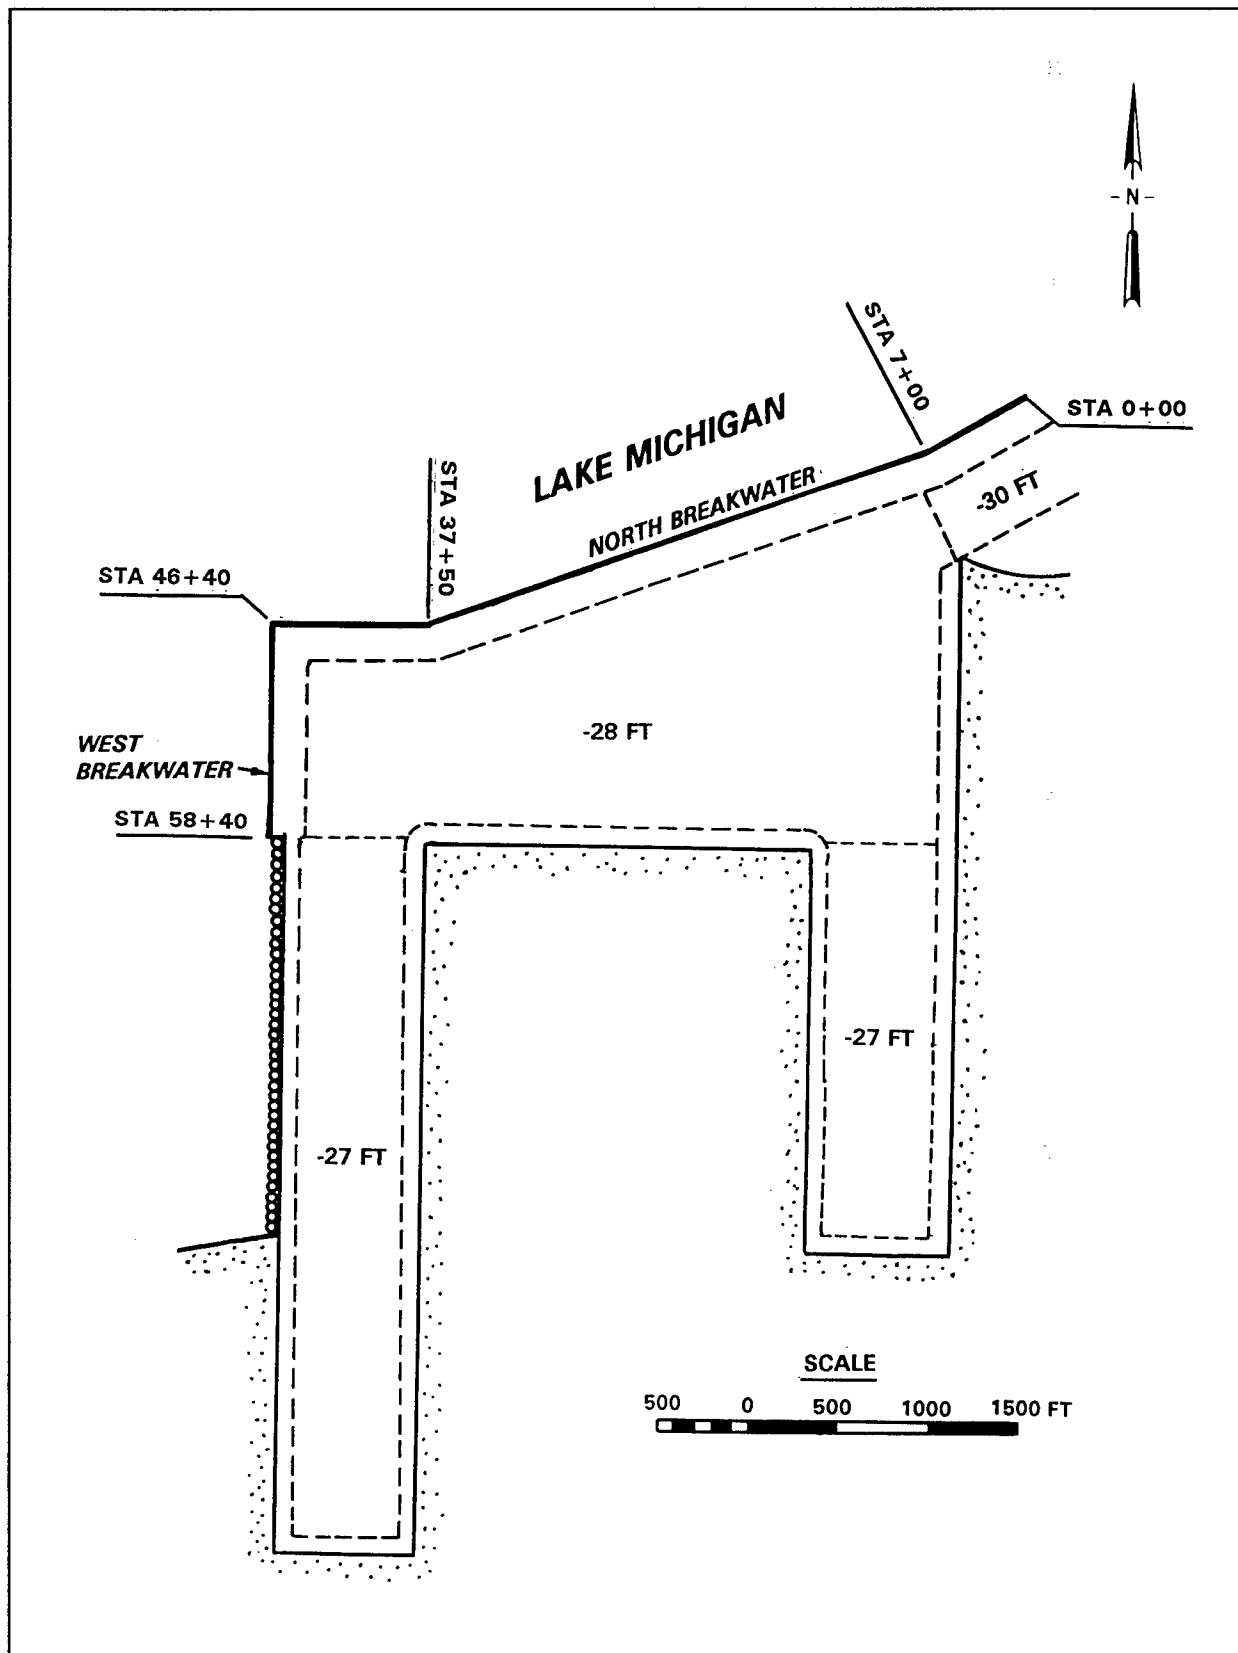 - N -
STA 7+00
STA 0+00
LAKE MICHIGAN
-30 FT
STA 37+50
NORTH BREAKWATER
STA 46+40
-28 FT
WEST
BREAKWATER
STA 58+40
-27 FT
-27 FT
SCALE
500 0 500 1000 1500 FT